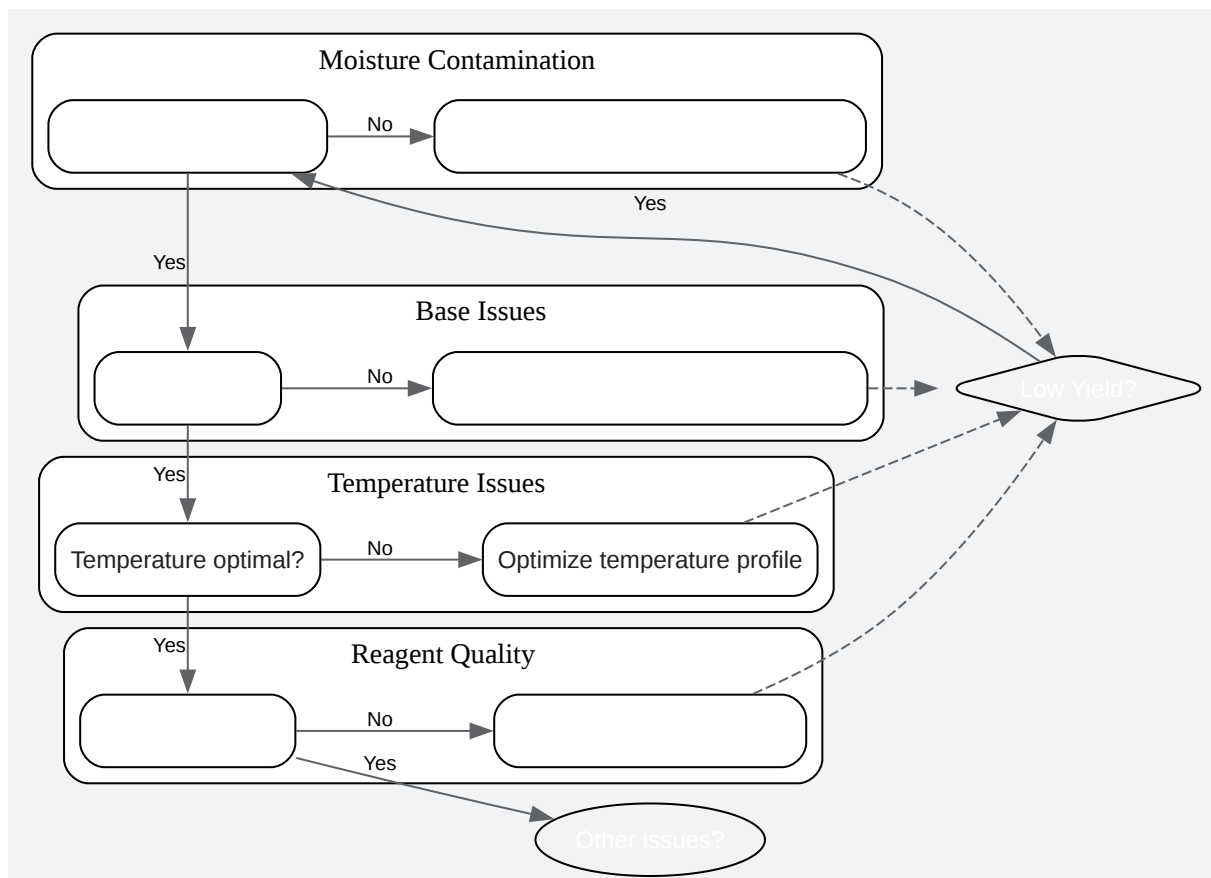 Moisture Contamination
No
Yes
Yes
Base Issues
No
Low Yield?
Yes
Temperature Issues
Temperature optimal?
No
Optimize temperature profile
Yes
Reagent Quality
No
Yes
Other issues?